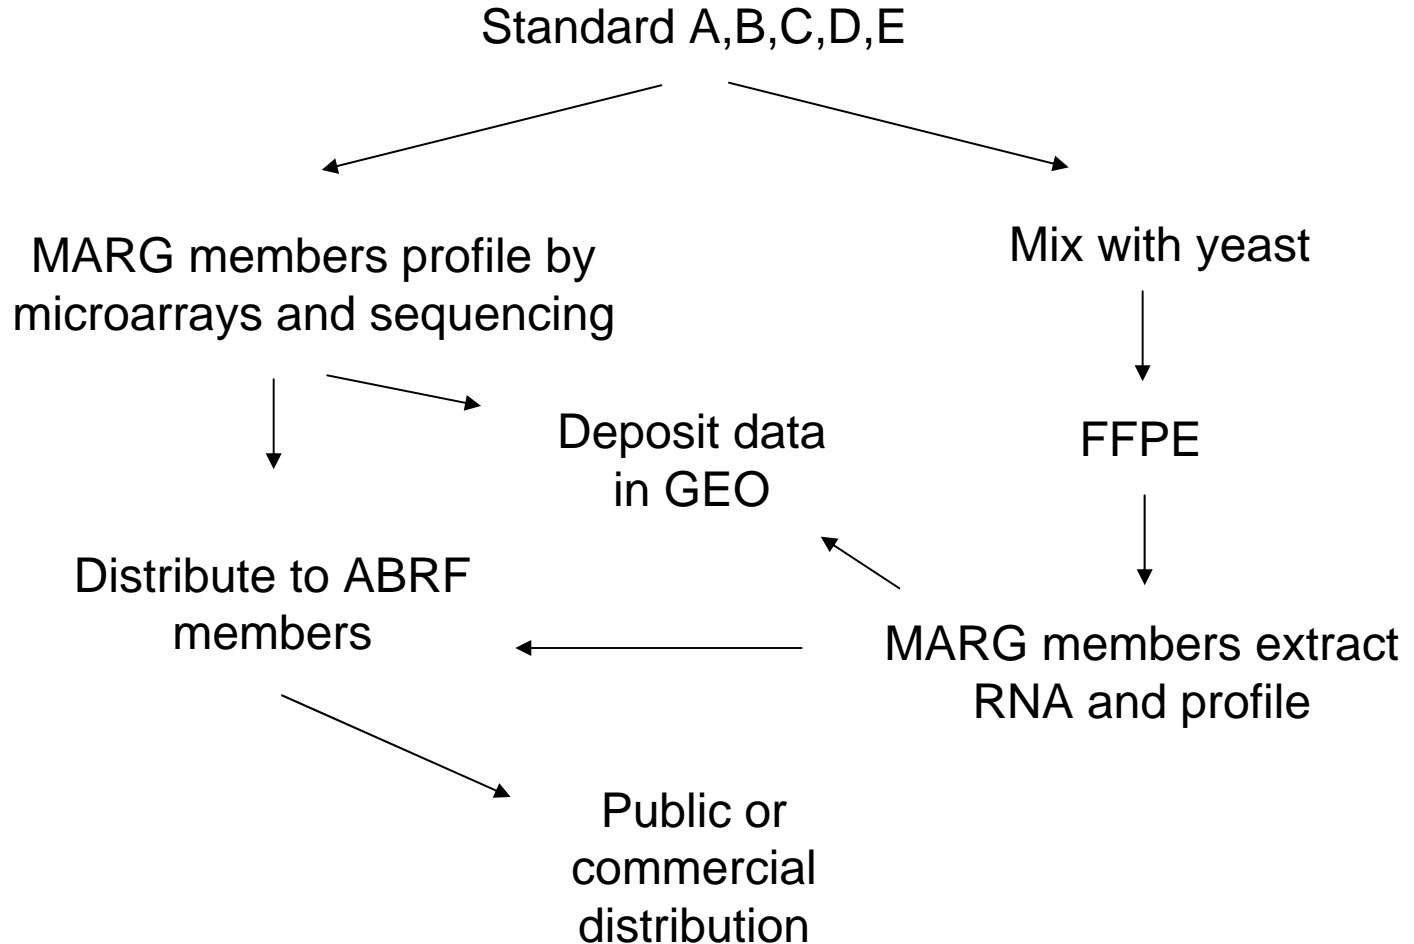 Standard A,B,C,D,E
MARG members profile by
microarrays and sequencing
Mix with yeast
Deposit data
in GEO
FFPE
Distribute to ABRF
members
MARG members extract
RNA and profile
Public or
commercial
distribution